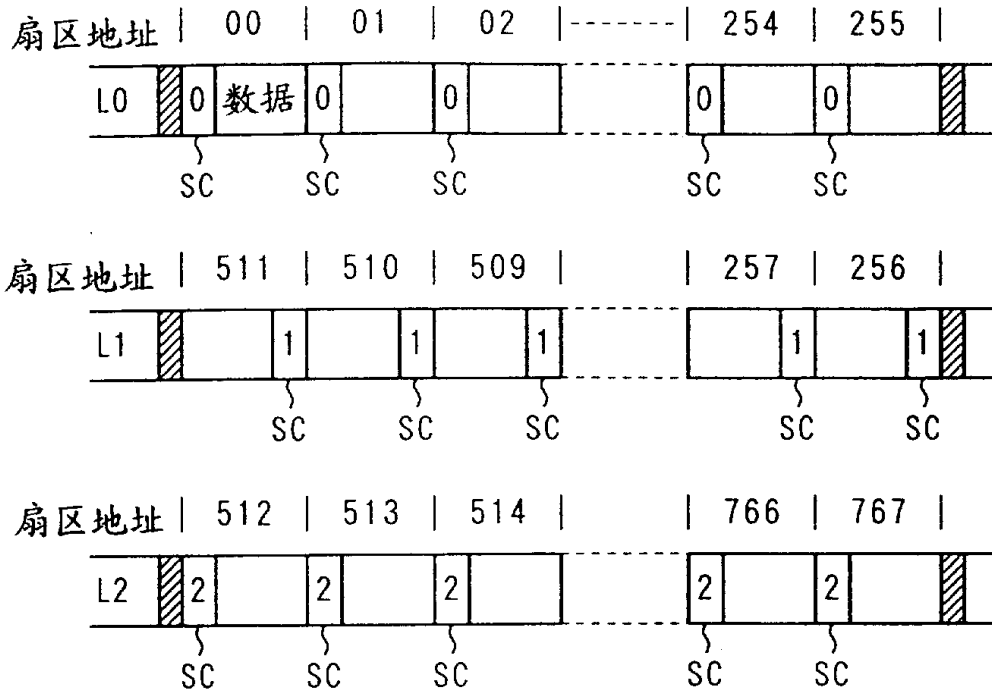 扇区地址 | 00 | 01 | 02 | | 254 | 255 |
L0 0 数据 0 0 0 0
SC SC SC SC SC
扇区地址 | 511 | 510 | 509 | | 257 | 256 |
L1 1 1 1 1 1
SC SC SC SC SC
扇区地址 | 512 | 513 | 514 | | 766 | 767 |
L2 2 2 2 2 2
SC SC SC SC SC